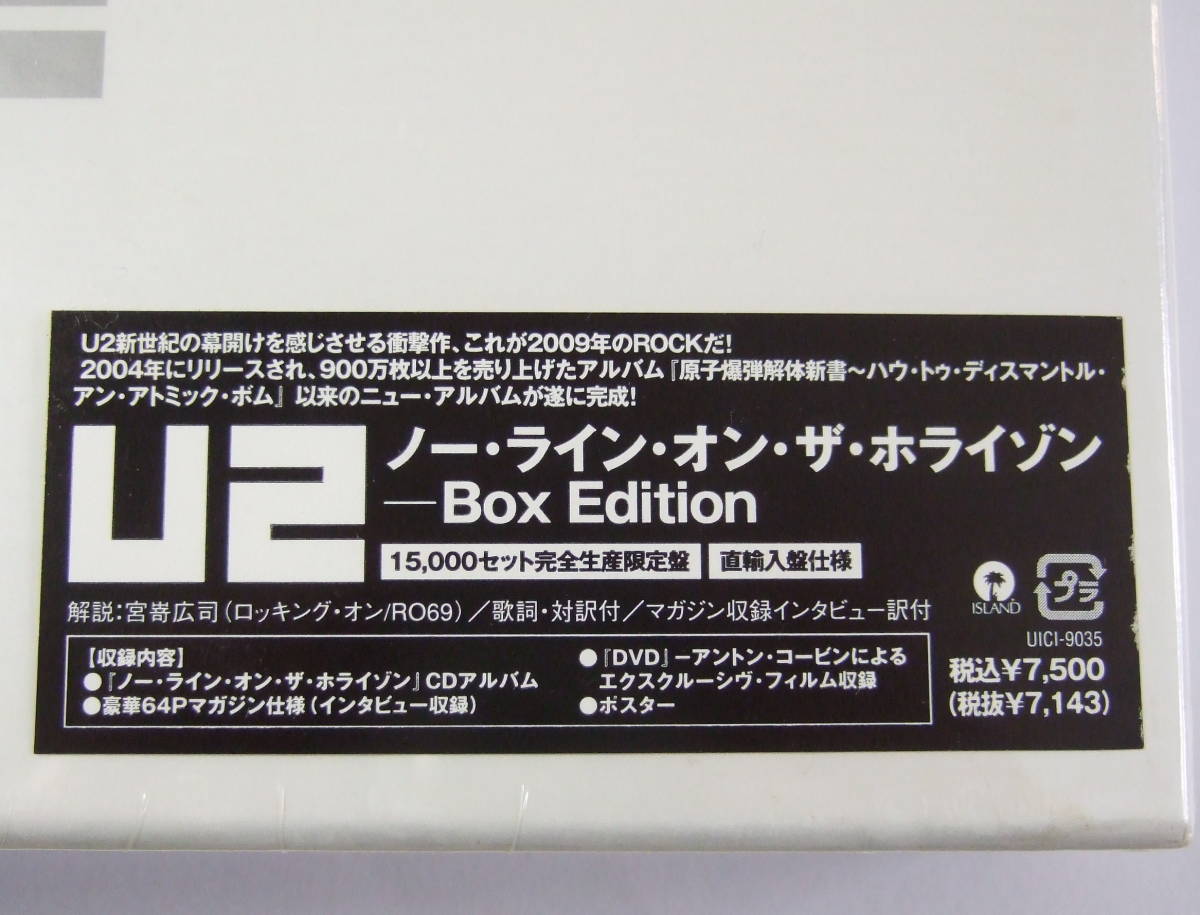 U2新世紀の幕開けを感じさせる衝撃作、これが2009年のROCKだ!
2004年にリリースされ、900万枚以上を売り上げたアルバム『原子爆弾解体新書～ハウ・トゥ・ディスマントル・
アン・アトミック・ボム』以来のニュー・アルバムが遂に完成!
U2
ノー・ライン・オン・ザ・ホライゾン
—Box Edition
15,000セット完全生産限定盤 直輸入盤仕様
解説：宮嵜広司（ロッキング・オン/RO69）／歌詞・対訳付／マガジン収録インタビュー訳付
【収録内容】
●『ノー・ライン・オン・ザ・ホライゾン』CDアルバム
●豪華64Pマガジン仕様（インタビュー収録）
●『DVD』－アントン・コービンによる
エクスクルーシヴ・フィルム収録
●ポスター
ISLAND
プラ
UICI-9035
税込¥7,500
(税抜¥7,143)